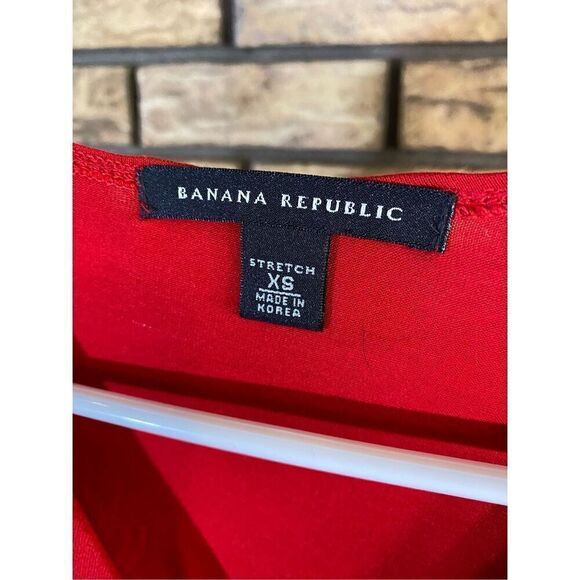 BANANA REPUBLIC
STRETCH
XS
MADE IN
KOREA